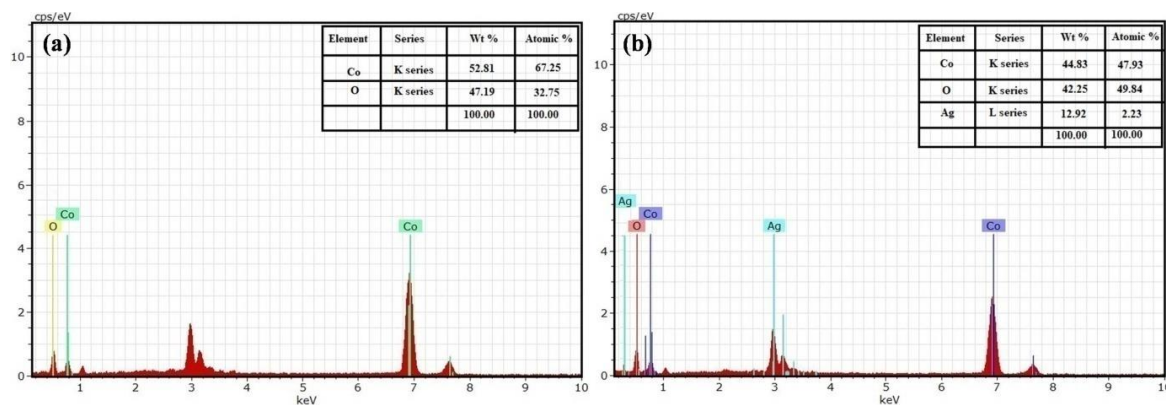 cps/eV
(a)
Element Series Wt % Atomic %
Co K series 52.81 67.25
O K series 47.19 32.75
100.00 100.00
10
8
6
4
2
0
O
Co
Co
1 2 3 4 5 6 7 8 9 10
keV
cps/eV
(b)
Element Series Wt % Atomic %
Co K series 44.83 47.93
O K series 42.25 49.84
Ag L series 12.92 2.23
100.00 100.00
10
8
6
4
2
0
Ag
O
Co
Ag
Co
1 2 3 4 5 6 7 8 9 10
keV